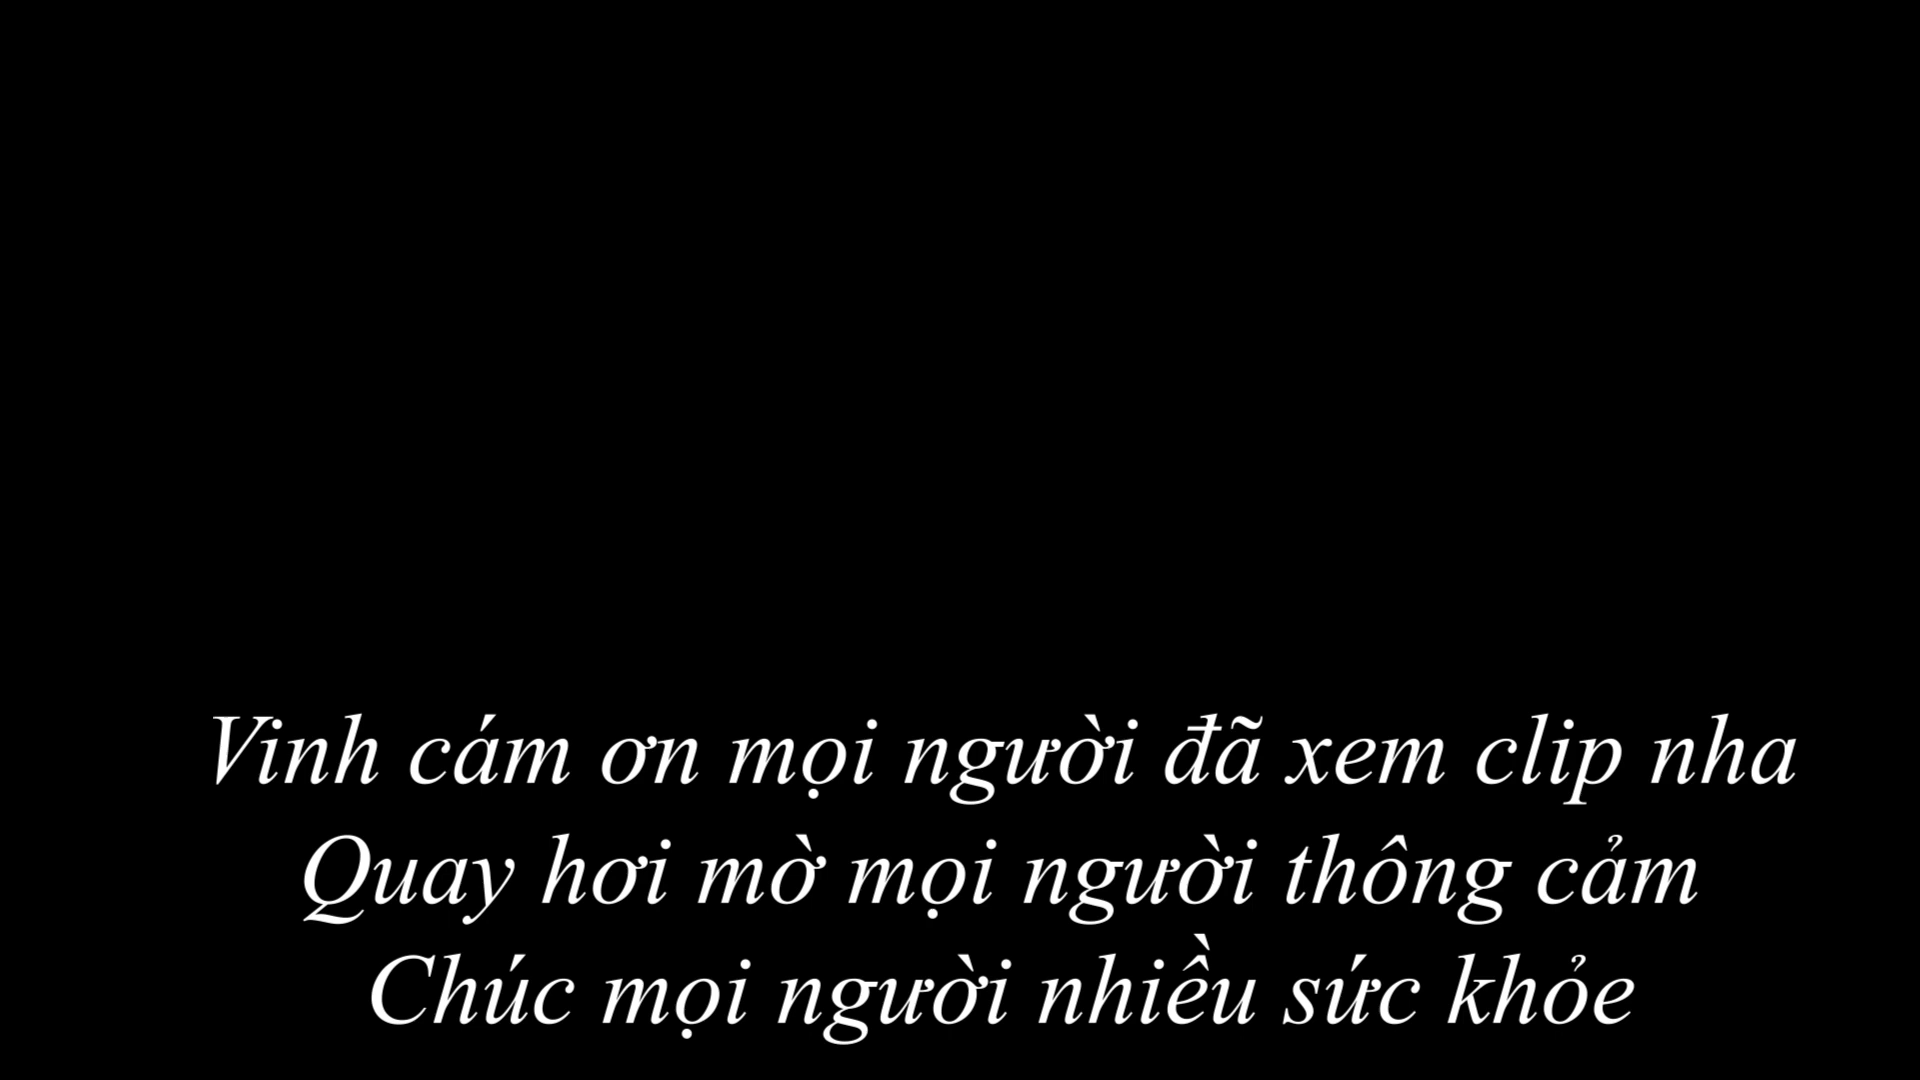 Vinh cám ơn mọi người đã xem clip nha
Quay hơi mờ mọi người thông cảm
Chúc mọi người nhiều sức khỏe